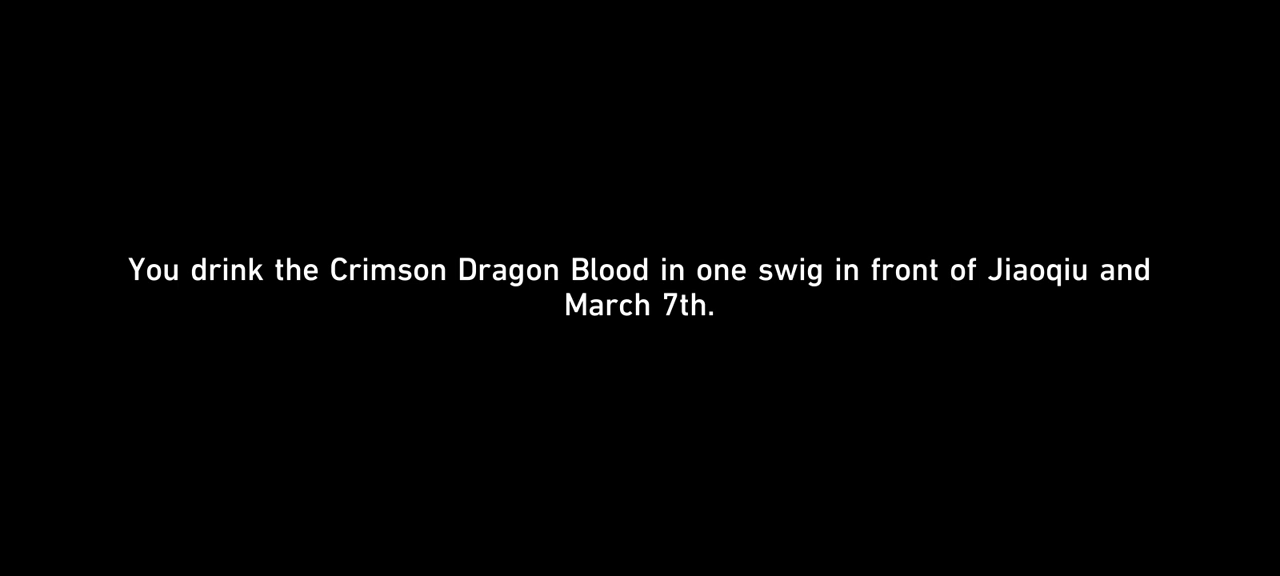 You drink the Crimson Dragon Blood in one swig in front of Jiaoqiu and
March 7th.